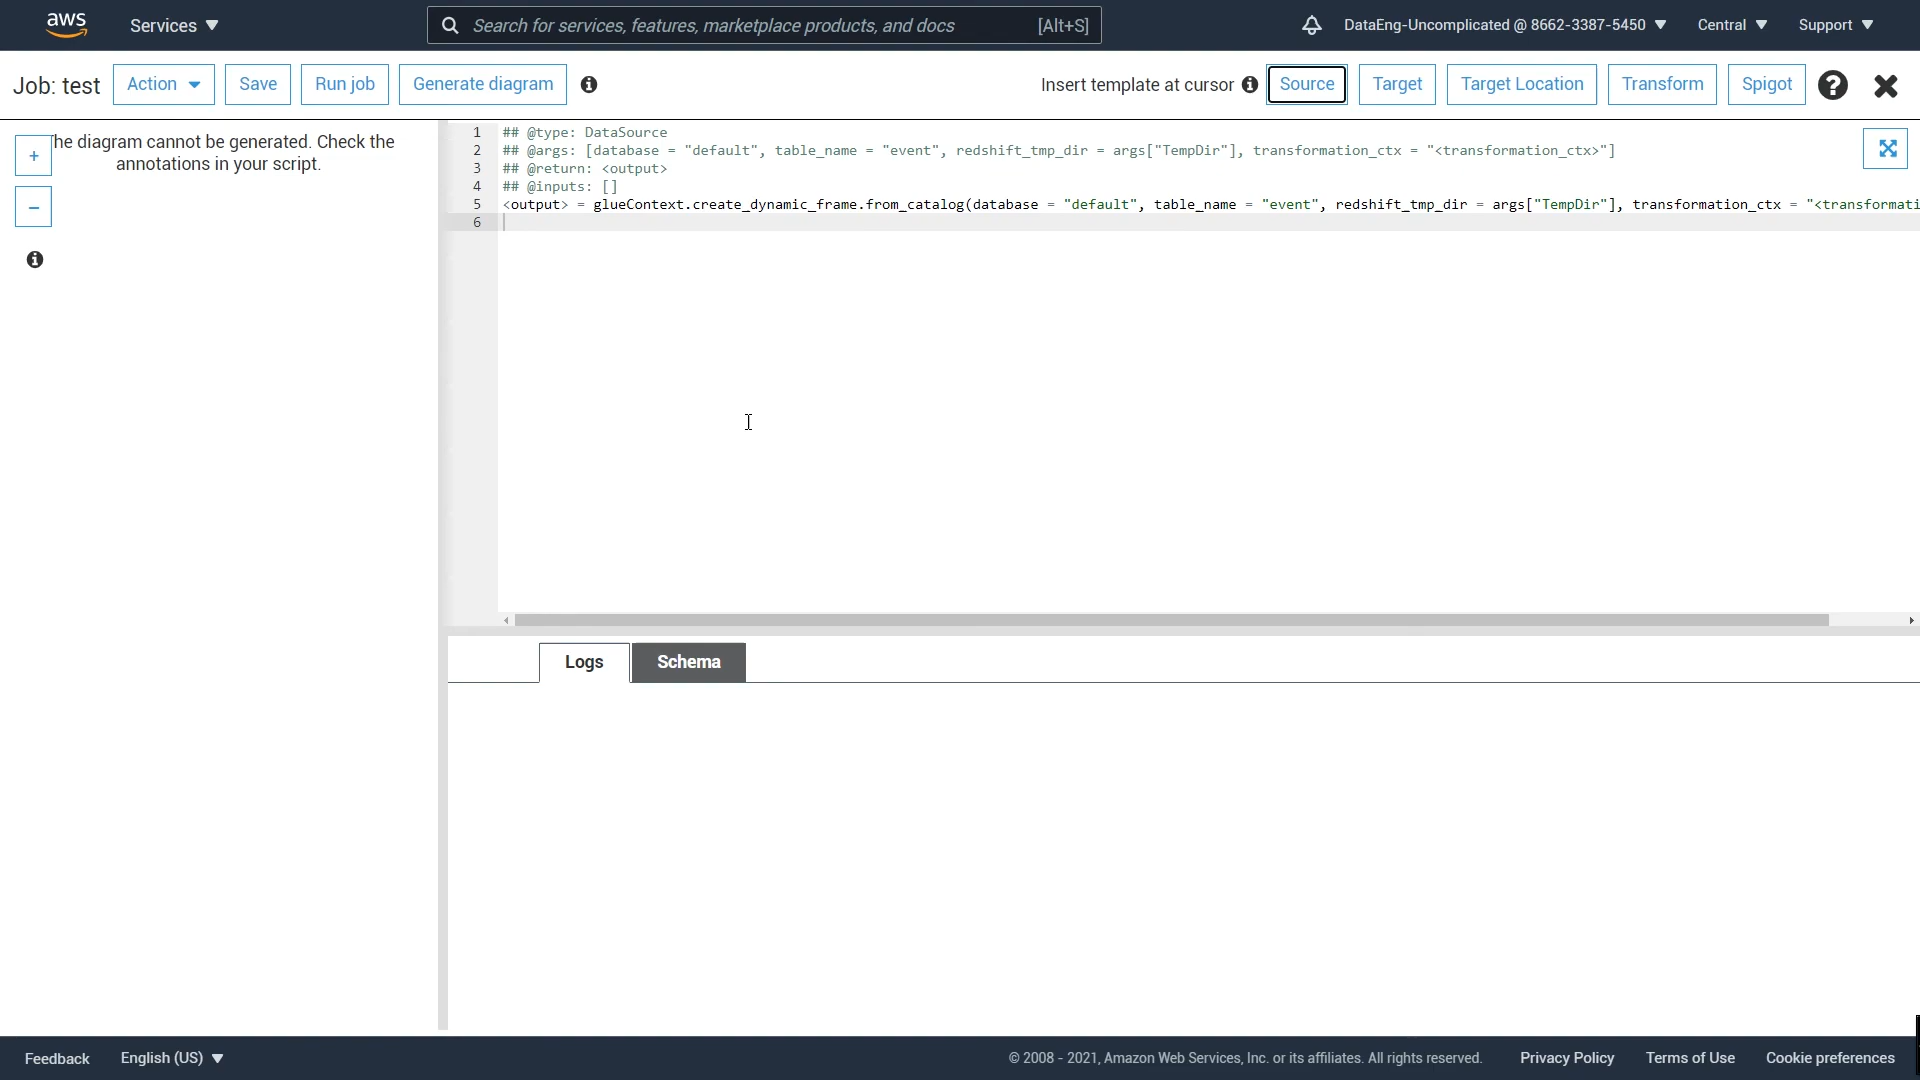 aws
Services
Search for services, features, marketplace products, and docs [Alt+S]
DataEng-Uncomplicated @ 8662-3387-5450
Central
Support
Job: test
Action
Save
Run job
Generate diagram
Insert template at cursor
Source
Target
Target Location
Transform
Spigot
+
he diagram cannot be generated. Check the
annotations in your script.
-
1 ## @type: DataSource
2 ## @args: [database = "default", table_name = "event", redshift_tmp_dir = args["TempDir"], transformation_ctx = "<transformation_ctx>"]
3 ## @return: <output>
4 ## @inputs: []
5 <output> = glueContext.create_dynamic_frame.from_catalog(database = "default", table_name = "event", redshift_tmp_dir = args["TempDir"], transformation_ctx = "<transformati
6
Logs
Schema
Feedback
English (US)
© 2008 - 2021, Amazon Web Services, Inc. or its affiliates. All rights reserved.
Privacy Policy
Terms of Use
Cookie preferences